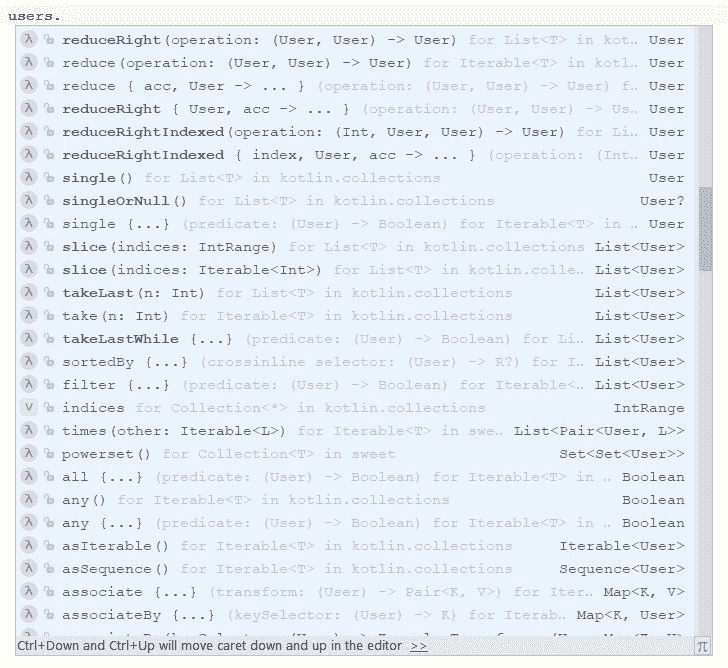 users.
reduceRight(operation: (User, User) -> User) for List<T> in kot.. User
reduce(operation: (User, User) -> User) for Iterable<T> in kotl.. User
reduce { acc, User -> ... } (operation: (User, User) -> User) f.. User
reduceRight { User, acc -> ... } (operation: (User, User) -> Us.. User
reduceRightIndexed(operation: (Int, User, User) -> User) for Li.. User
reduceRightIndexed { index, User, acc -> ... } (operation: (Int.. User
single() for List<T> in kotlin.collections User
singleOrNull() for List<T> in kotlin.collections User?
single {...} (predicate: (User) -> Boolean) for Iterable<T> in .. User
slice(indices: IntRange) for List<T> in kotlin.collections List<User>
slice(indices: Iterable<Int>) for List<T> in kotlin.colle.. List<User>
takeLast(n: Int) for List<T> in kotlin.collections List<User>
take(n: Int) for Iterable<T> in kotlin.collections List<User>
takeLastWhile {...} (predicate: (User) -> Boolean) for Li.. List<User>
sortedBy {...} (crossinline selector: (User) -> R?) for I.. List<User>
filter {...} (predicate: (User) -> Boolean) for Iterable<.. List<User>
indices for Collection<*> in kotlin.collections IntRange
times(other: Iterable<L>) for Iterable<T> in swe.. List<Pair<User, L>>
powerset() for Collection<T> in sweet Set<Set<User>>
all {...} (predicate: (User) -> Boolean) for Iterable<T> in .. Boolean
any() for Iterable<T> in kotlin.collections Boolean
any {...} (predicate: (User) -> Boolean) for Iterable<T> in .. Boolean
asIterable() for Iterable<T> in kotlin.collections Iterable<User>
asSequence() for Iterable<T> in kotlin.collections Sequence<User>
associate {...} (transform: (User) -> Pair<K, V>) for Iter.. Map<K, V>
associateBy {...} (keySelector: (User) -> K) for Iterab.. Map<K, User>
Ctrl+Down and Ctrl+Up will move caret down and up in the editor >>
π